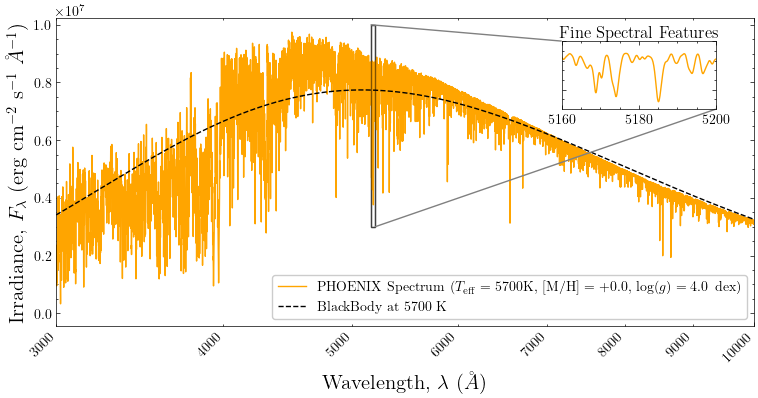 ×10⁷
Fine Spectral Features
1.0
0.8
0.6
0.4
0.2
0.0
Irradiance, F_λ (erg cm⁻² s⁻¹ Å⁻¹)
5160 5180 5200
PHOENIX Spectrum (T_eff = 5700K, [M/H] = +0.0, log(g) = 4.0 dex)
BlackBody at 5700 K
3000 4000 5000 6000 7000 8000 9000 10000
Wavelength, λ (Å)